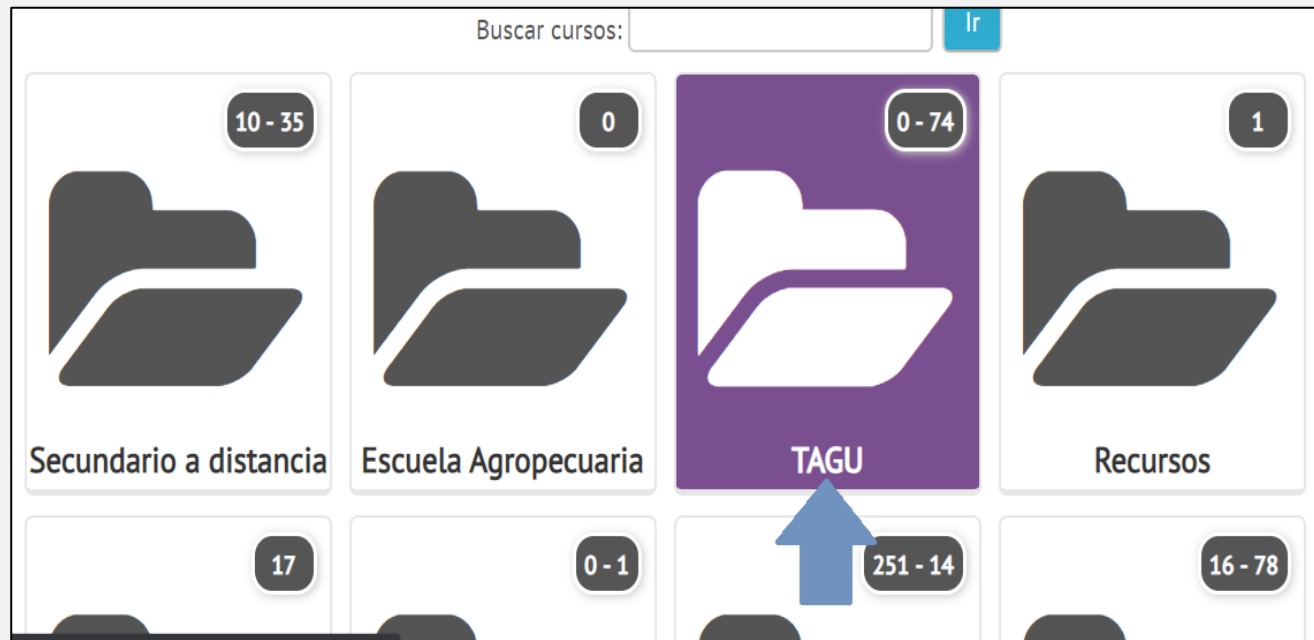 Buscar cursos:
Ir
10 - 35
0
0 - 74
1
Secundario a distancia
Escuela Agropecuaria
TAGU
Recursos
17
0 - 1
251 - 14
16 - 78